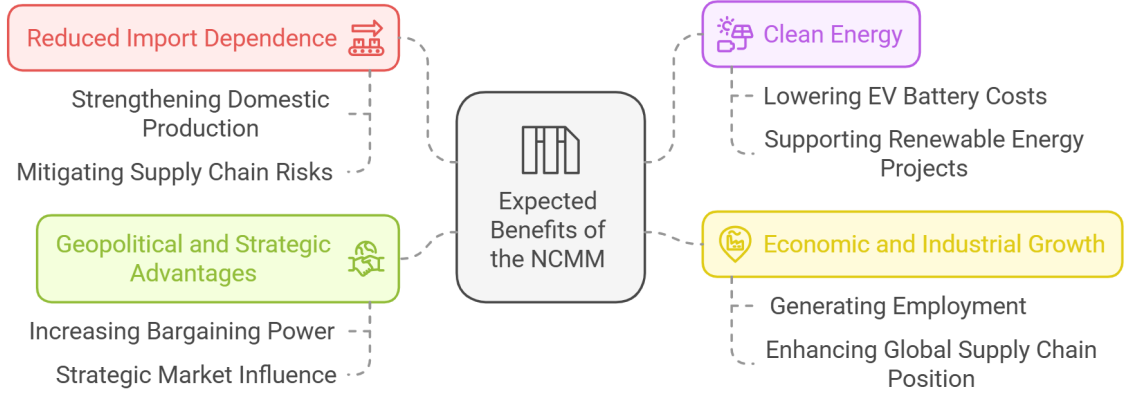 Reduced Import Dependence
Strengthening Domestic
Production
Mitigating Supply Chain Risks
Geopolitical and Strategic
Advantages
Increasing Bargaining Power
Strategic Market Influence
Expected
Benefits of
the NCMM
Clean Energy
Lowering EV Battery Costs
Supporting Renewable Energy
Projects
Economic and Industrial Growth
Generating Employment
Enhancing Global Supply Chain
Position